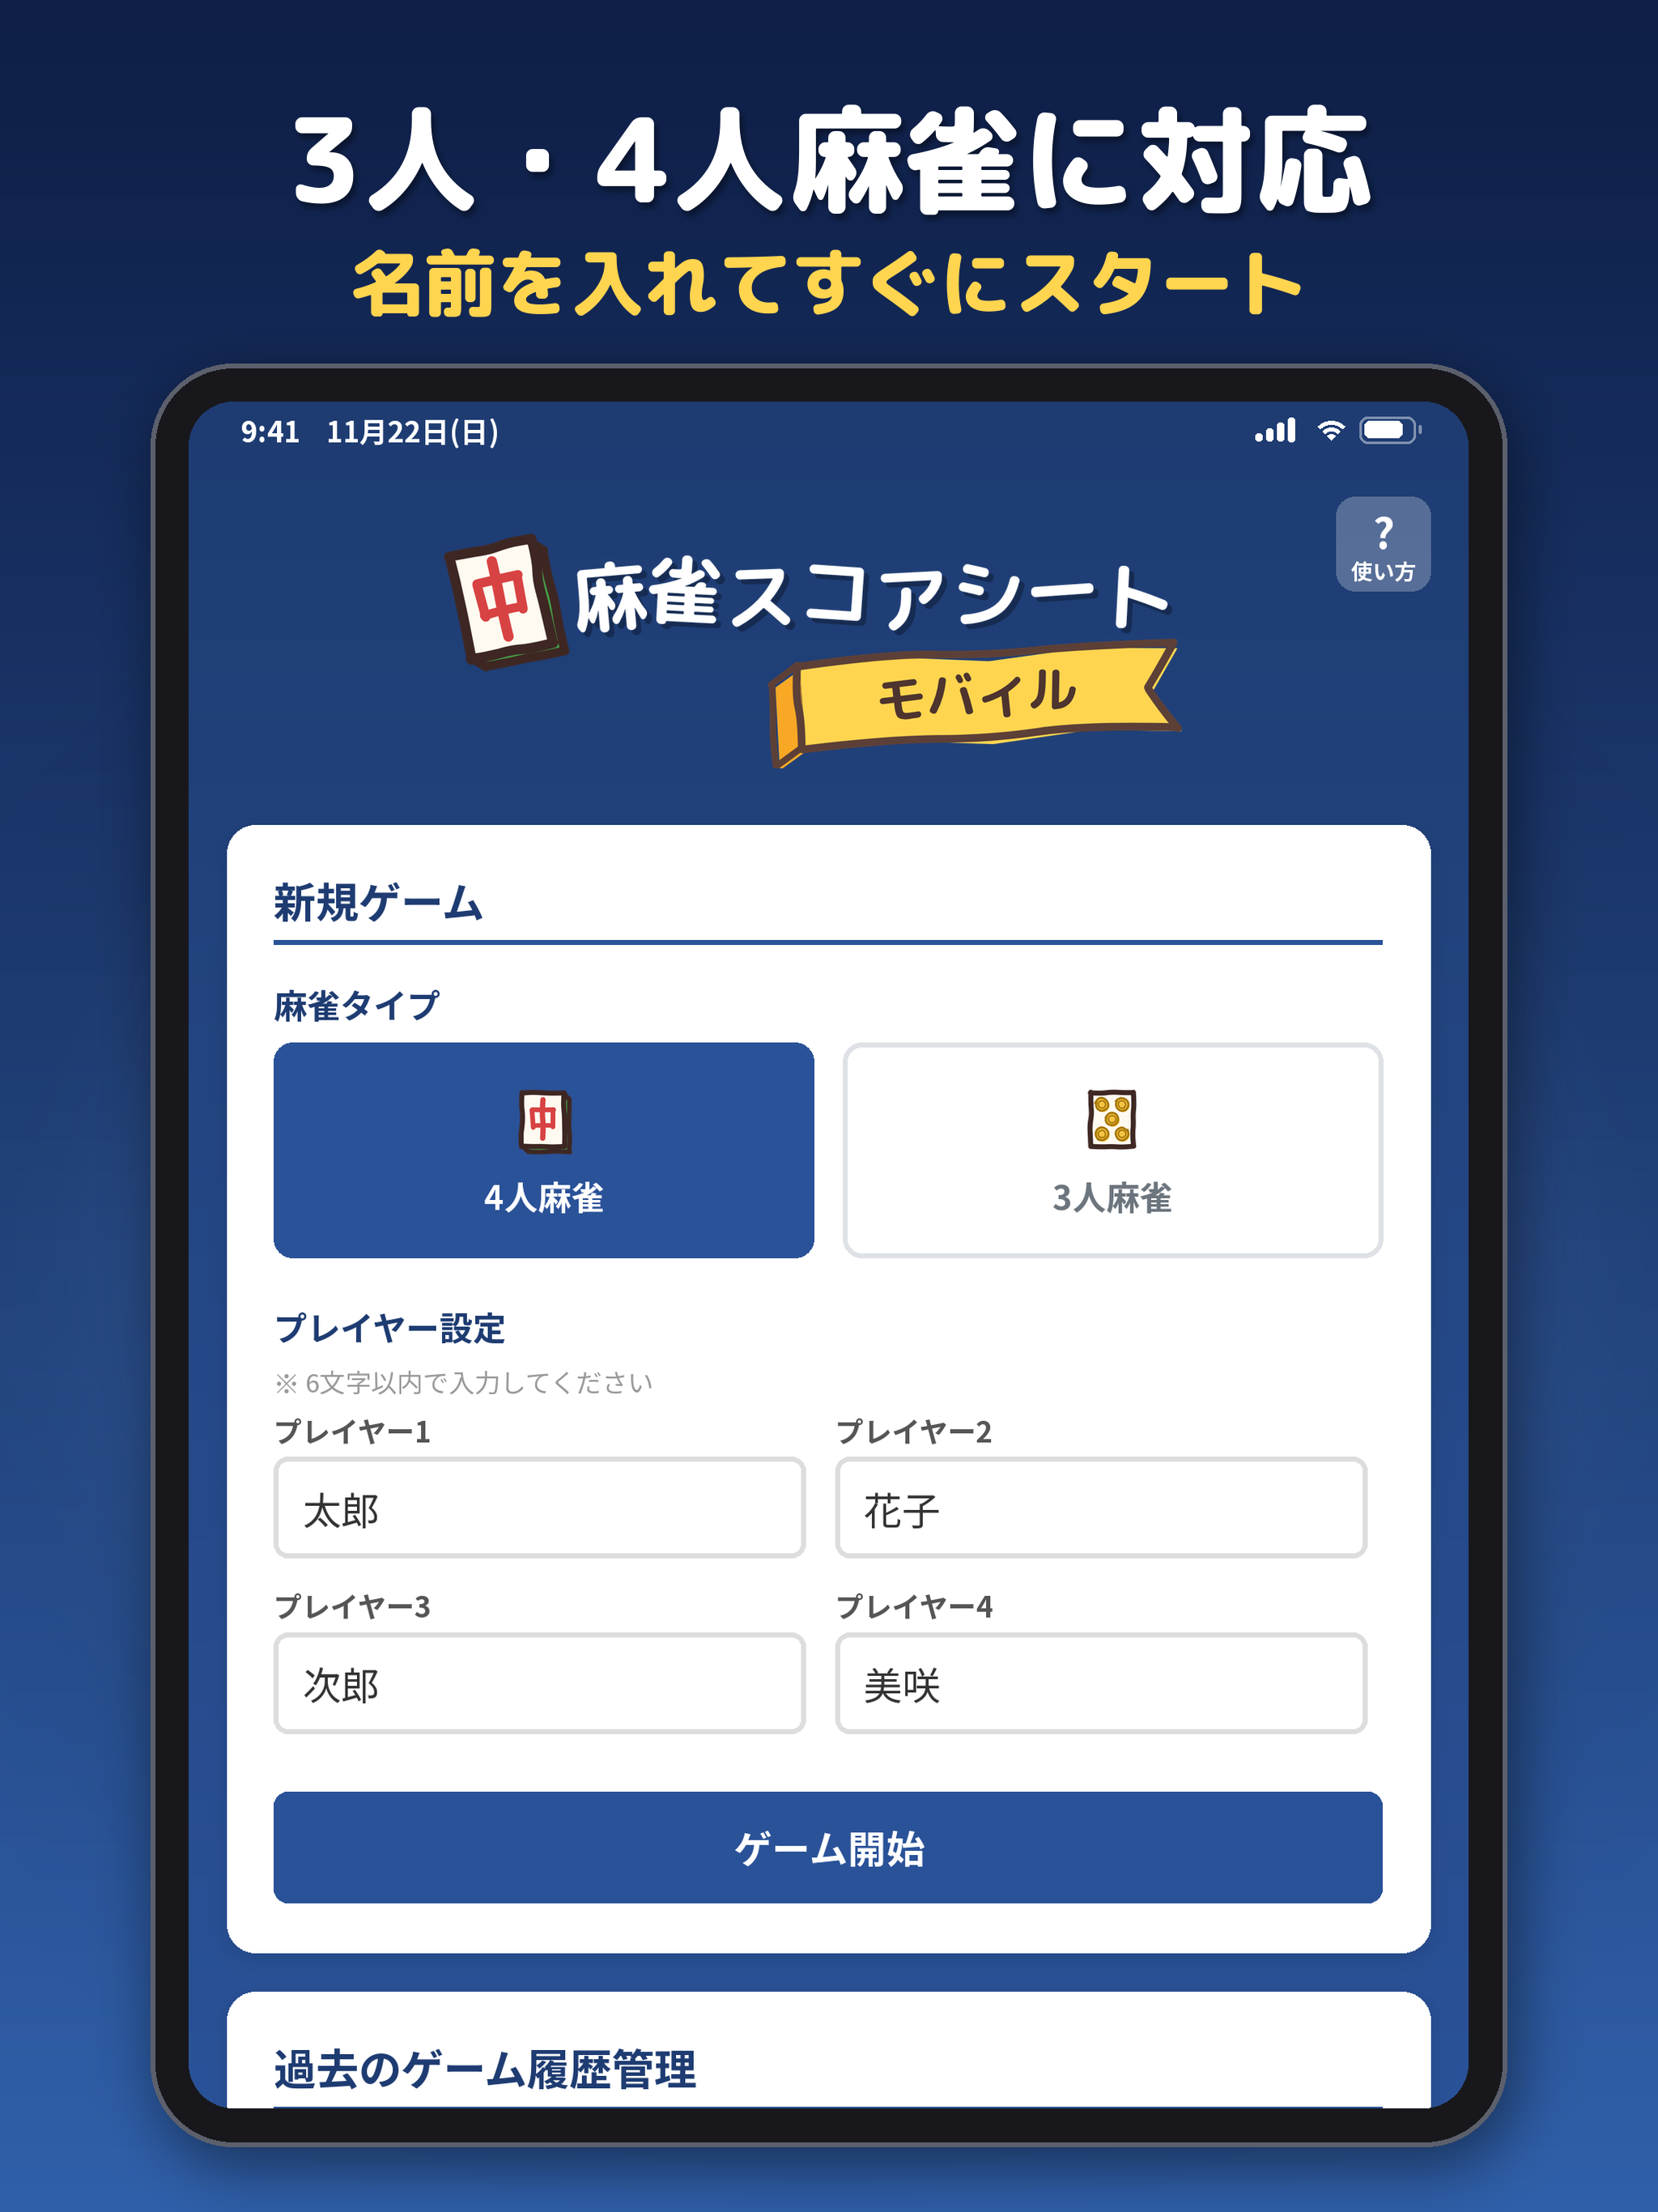 3人・4人麻雀に対応
名前を入れてすぐにスタート
9:41 11月22日(日)
?
使い方
中
麻雀スコアシート
モバイル
新規ゲーム
麻雀タイプ
中
4人麻雀
3人麻雀
プレイヤー設定
※ 6文字以内で入力してください
プレイヤー1 プレイヤー2
太郎 花子
プレイヤー3 プレイヤー4
次郎 美咲
ゲーム開始
過去のゲーム履歴管理